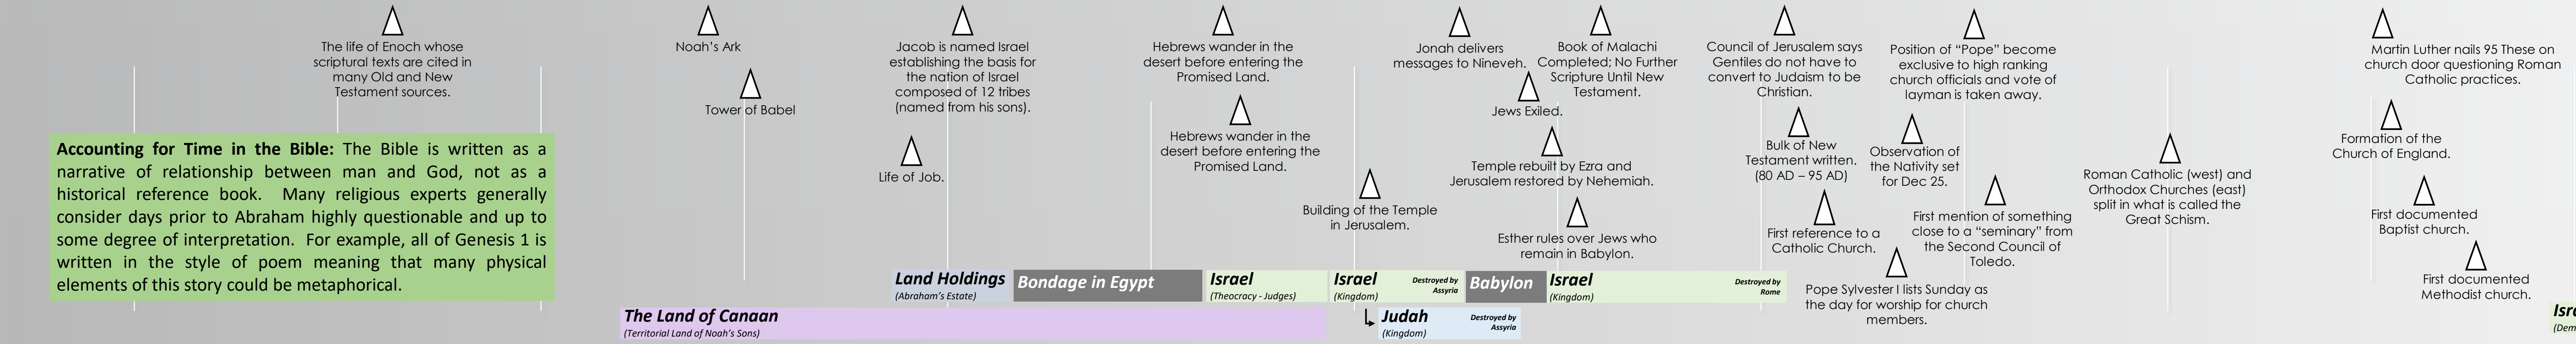 The life of Enoch whose
scriptural texts are cited in
many Old and New
Testament sources.
Accounting for Time in the Bible: The Bible is written as a
narrative of relationship between man and God, not as a
historical reference book. Many religious experts generally
consider days prior to Abraham highly questionable and up to
some degree of interpretation. For example, all of Genesis 1 is
written in the style of poem meaning that many physical
elements of this story could be metaphorical.
Noah's Ark
Tower of Babel
Jacob is named Israel
establishing the basis for
the nation of Israel
composed of 12 tribes
(named from his sons).
Life of Job.
Hebrews wander in the
desert before entering the
Promised Land.
Hebrews wander in the
desert before entering the
Promised Land.
Building of the Temple
in Jerusalem.
Jonah delivers
messages to Nineveh.
Jews Exiled.
Book of Malachi
Completed; No Further
Scripture Until New
Testament.
Temple rebuilt by Ezra and
Jerusalem restored by Nehemiah.
Esther rules over Jews who
remain in Babylon.
Council of Jerusalem says
Gentiles do not have to
convert to Judaism to be
Christian.
Bulk of New
Testament written.
(80 AD – 95 AD)
First reference to a
Catholic Church.
Position of "Pope" become
exclusive to high ranking
church officials and vote of
layman is taken away.
Observation of
the Nativity set
for Dec 25.
First mention of something
close to a "seminary" from
the Second Council of
Toledo.
Pope Sylvester I lists Sunday as
the day for worship for church
members.
Roman Catholic (west) and
Orthodox Churches (east)
split in what is called the
Great Schism.
Martin Luther nails 95 These on
church door questioning Roman
Catholic practices.
Formation of the
Church of England.
First documented
Baptist church.
First documented
Methodist church.
Land Holdings
(Abraham's Estate)
Bondage in Egypt
Israel
(Theocracy - Judges)
Israel
(Kingdom)
Destroyed by
Assyria
Babylon
Israel
(Kingdom)
Destroyed by
Rome
The Land of Canaan
(Territorial Land of Noah's Sons)
Judah
(Kingdom)
Destroyed by
Assyria
Isra
(Dem